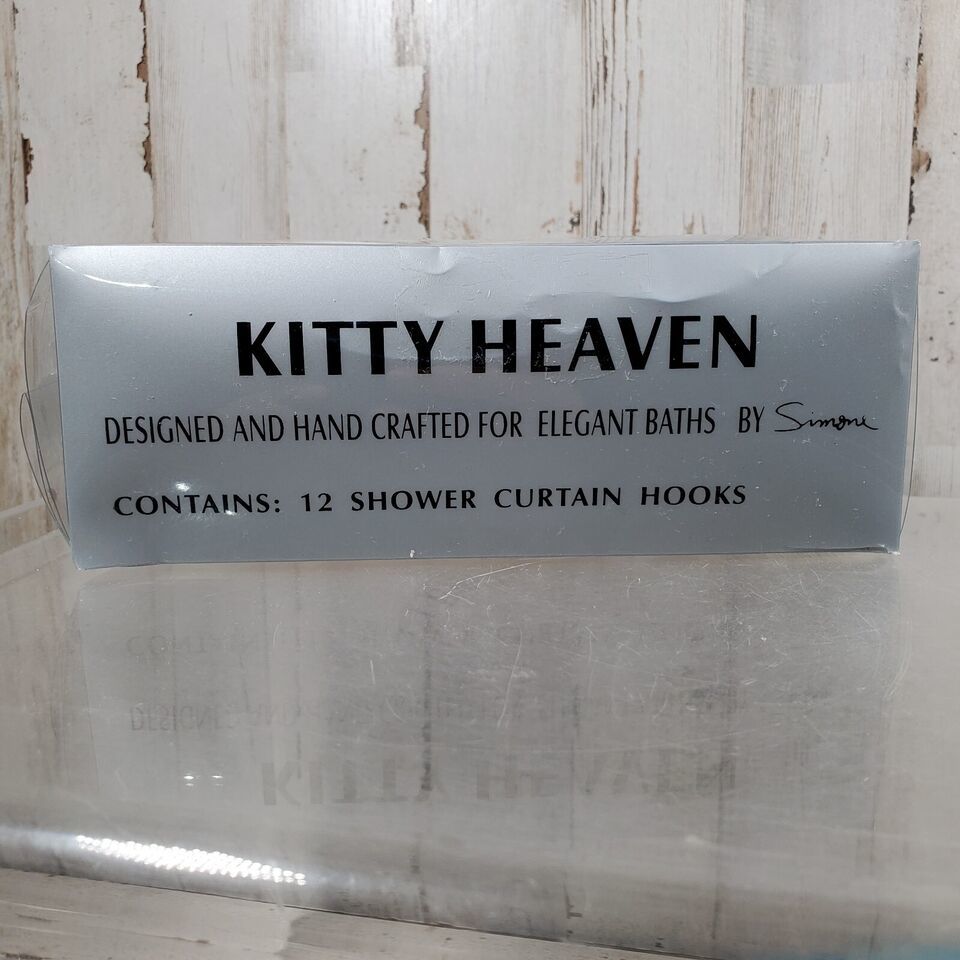 KITTY HEAVEN
DESIGNED AND HAND CRAFTED FOR ELEGANT BATHS BY Simone
CONTAINS: 12 SHOWER CURTAIN HOOKS